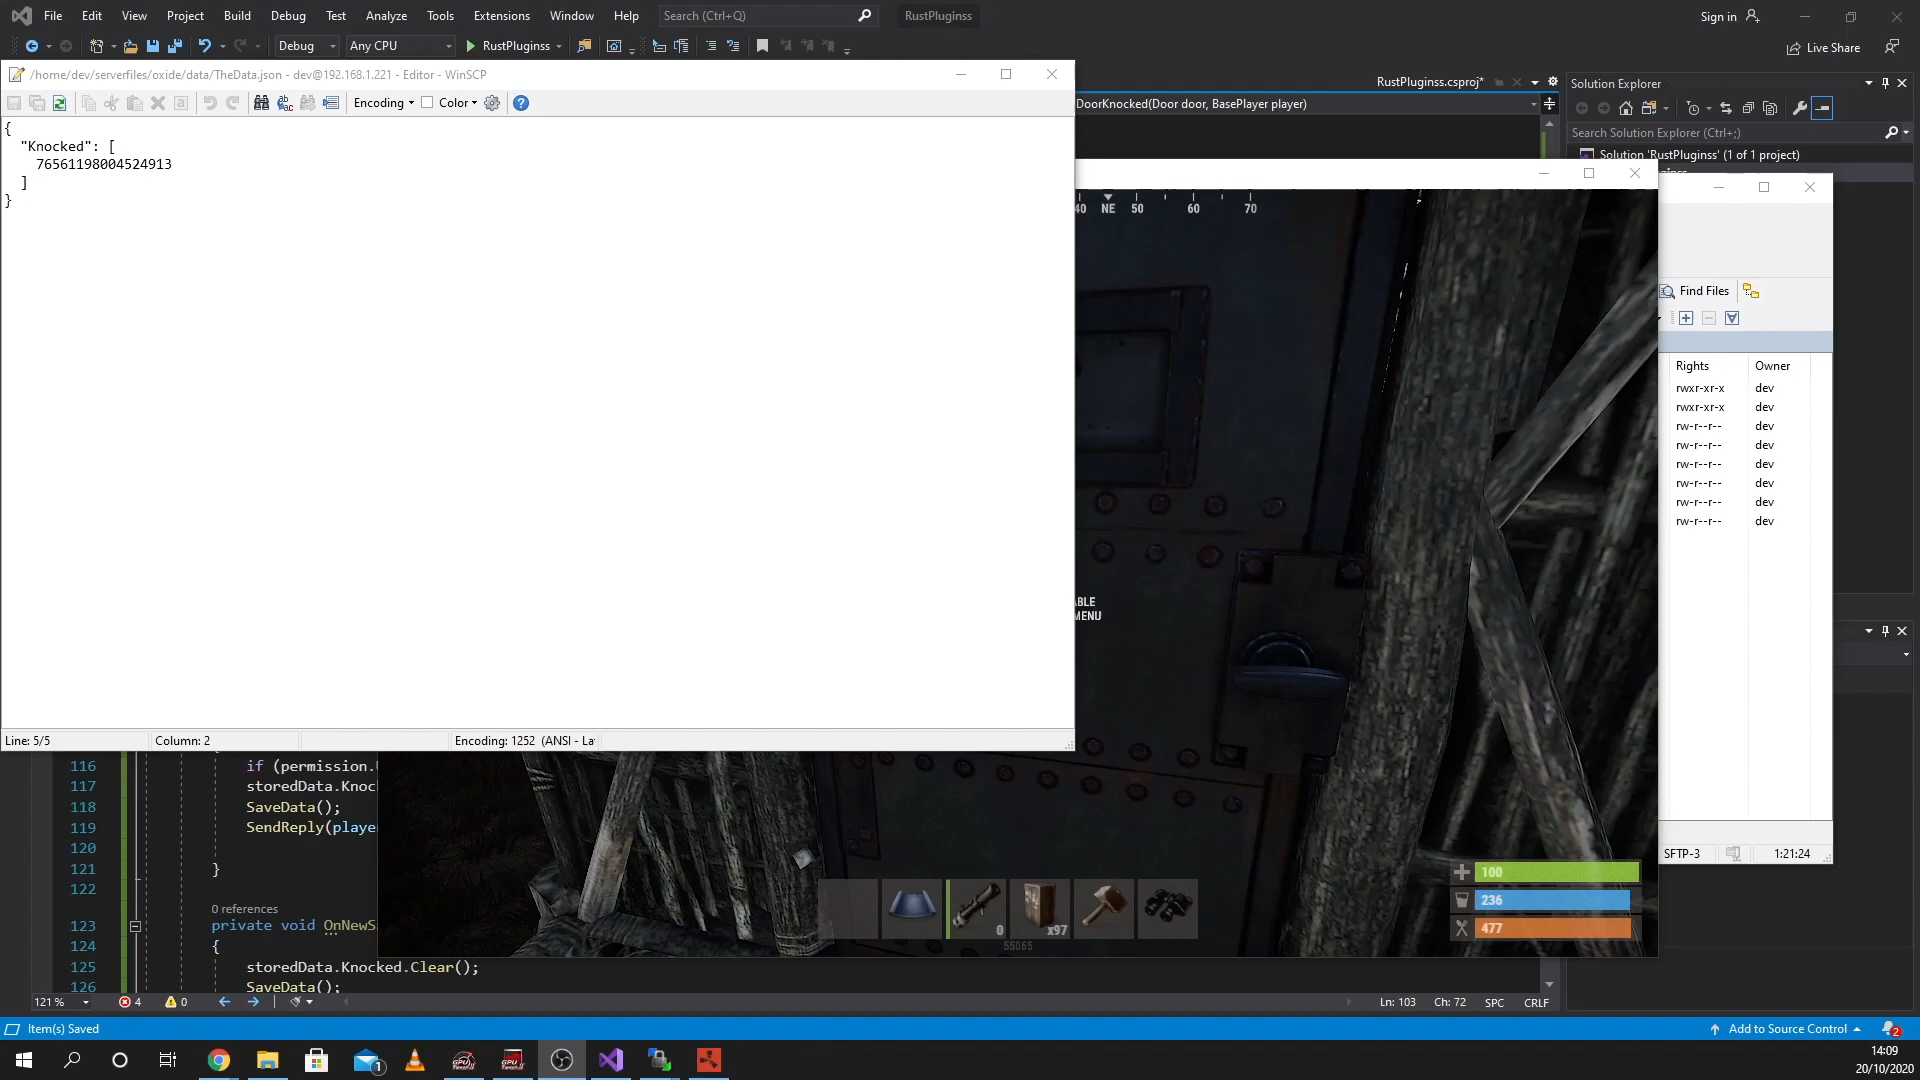 File Edit View Project Build Debug Test Analyze Tools Extensions Window Help Search (Ctrl+Q) RustPluginss Sign in
Debug Any CPU RustPluginss Live Share
/home/dev/serverfiles/oxide/data/TheData.json - dev@192.168.1.221 - Editor - WinSCP
Encoding Color
{
"Knocked": [
76561198004524913
]
}
Line: 5/5 Column: 2 Encoding: 1252 (ANSI - La
RustPluginss.csproj*
DoorKnocked(Door door, BasePlayer player)
Solution Explorer
Search Solution Explorer (Ctrl+;)
Solution 'RustPluginss' (1 of 1 project)
40 NE 50 60 70
ABLE
MENU
Find Files
Rights Owner
rwxr-xr-x dev
rwxr-xr-x dev
rw-r--r-- dev
rw-r--r-- dev
rw-r--r-- dev
rw-r--r-- dev
rw-r--r-- dev
rw-r--r-- dev
SFTP-3 1:21:24
116 if (permission.
117 storedData.Knoc
118 SaveData();
119 SendReply(playe
120
121 }
122
0 references
123 private void OnNewS
124 {
125 storedData.Knocked.Clear();
126 SaveData();
0 x97
55065
100
236
477
121 % 4 0 Ln: 103 Ch: 72 SPC CRLF
Item(s) Saved Add to Source Control 2
1
14:09
20/10/2020